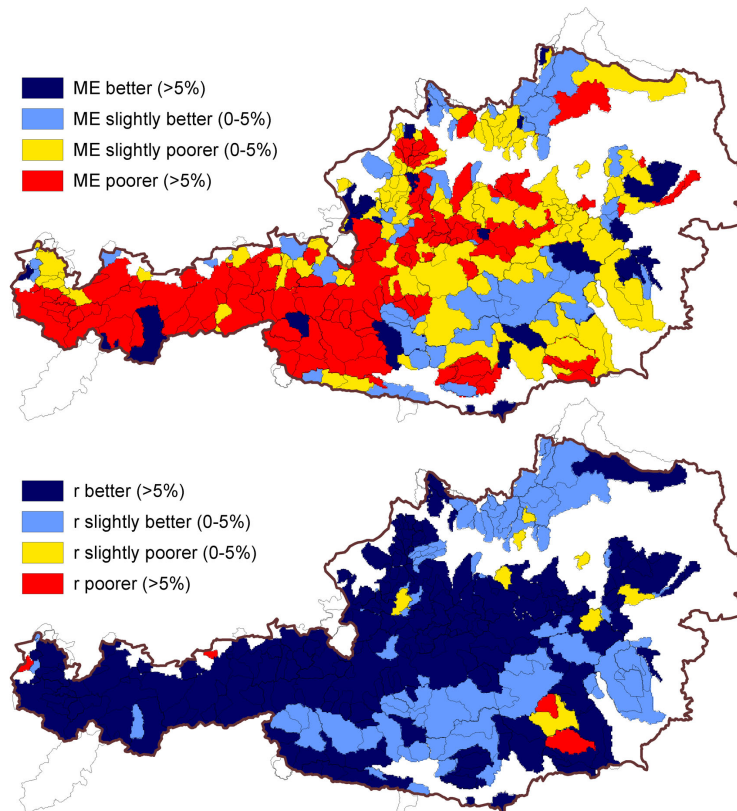 ME better (>5%)
ME slightly better (0-5%)
ME slightly poorer (0-5%)
ME poorer (>5%)
r better (>5%)
r slightly better (0-5%)
r slightly poorer (0-5%)
r poorer (>5%)